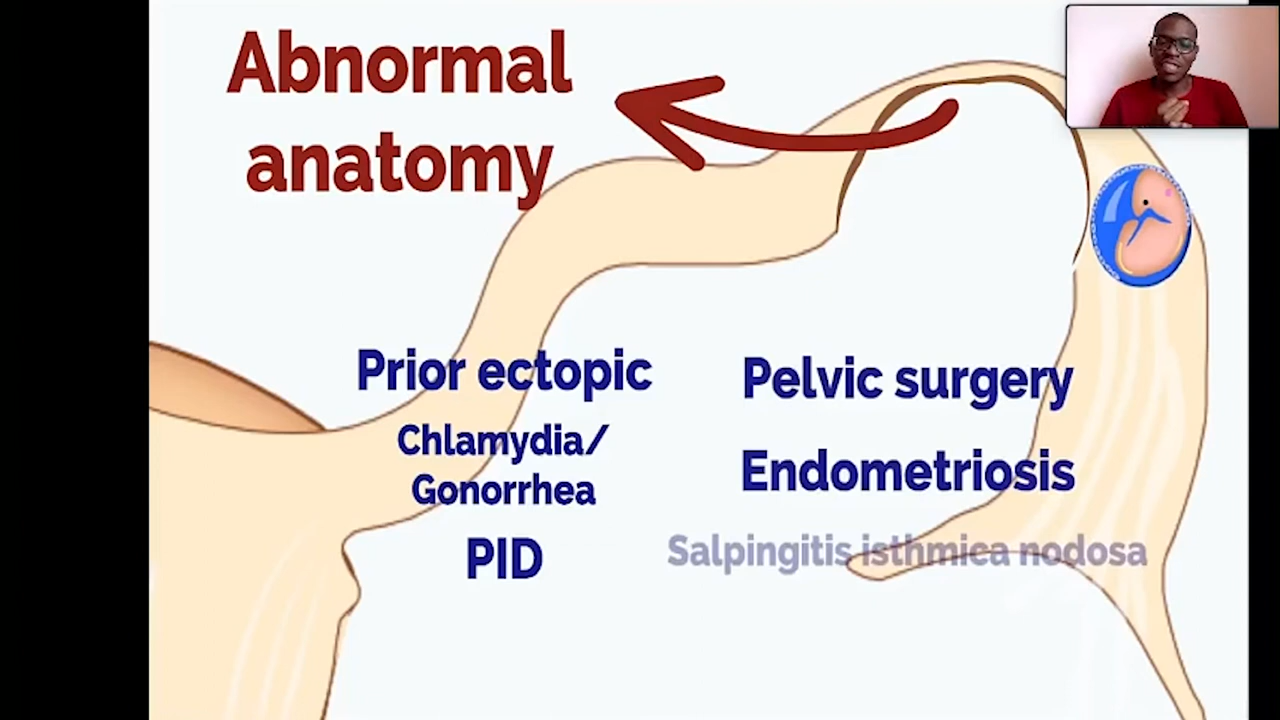 Abnormal
anatomy
Prior ectopic
Chlamydia/
Gonorrhea
PID
Pelvic surgery
Endometriosis
Salpingitis isthmica nodosa